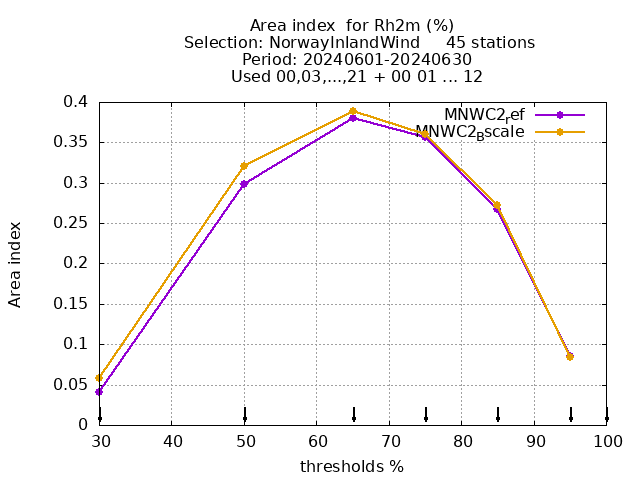 Area index  for Rh2m (%)
Selection: NorwayInlandWind     45 stations
Period: 20240601-20240630
Used 00,03,...,21 + 00 01 ... 12
MNWC2ref
MNWC2Bscale
0.4
0.35
0.3
0.25
0.2
0.15
0.1
0.05
0
Area index
30 40 50 60 70 80 90 100
thresholds %